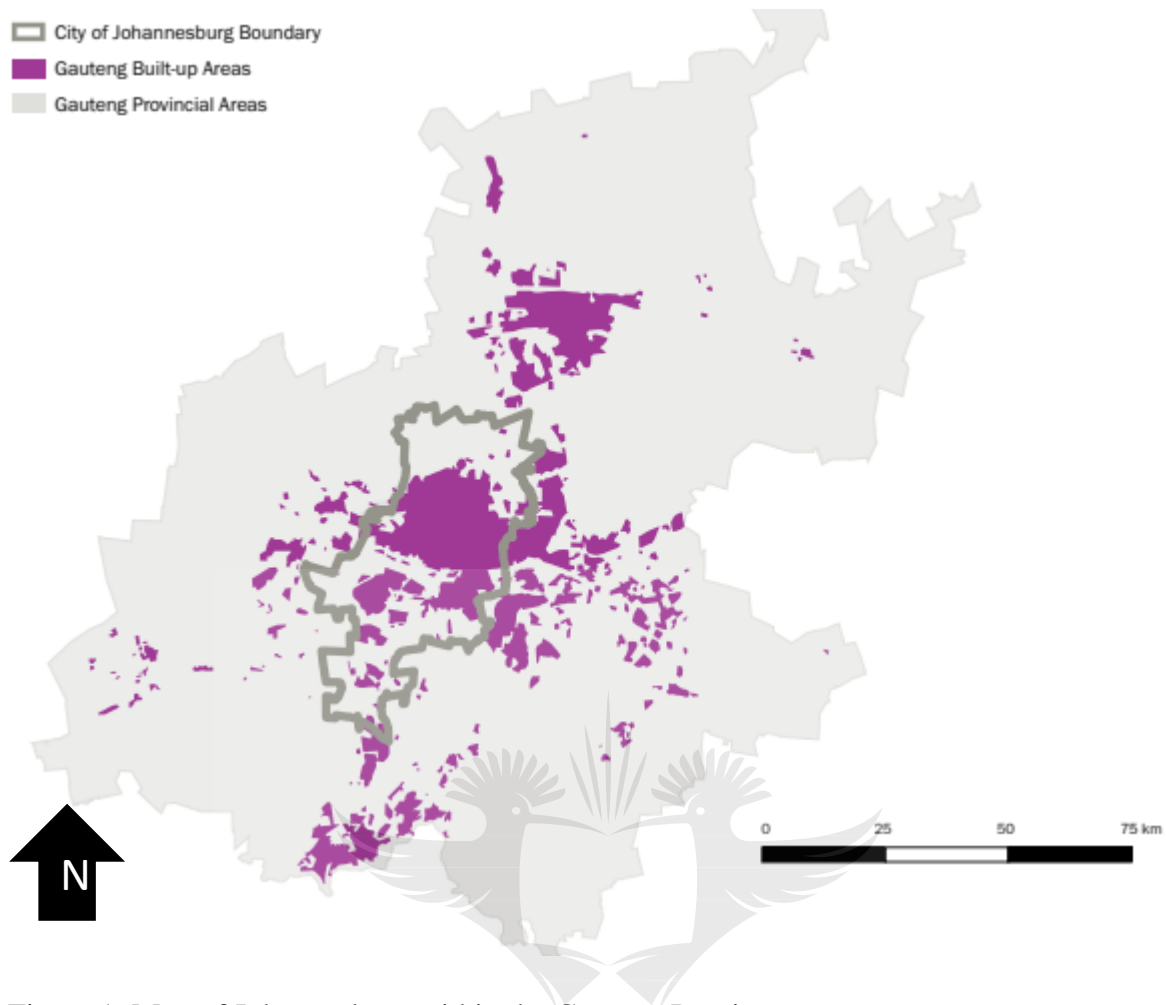 City of Johannesburg Boundary
Gauteng Built-up Areas
Gauteng Provincial Areas
N
0 25 50 75 km